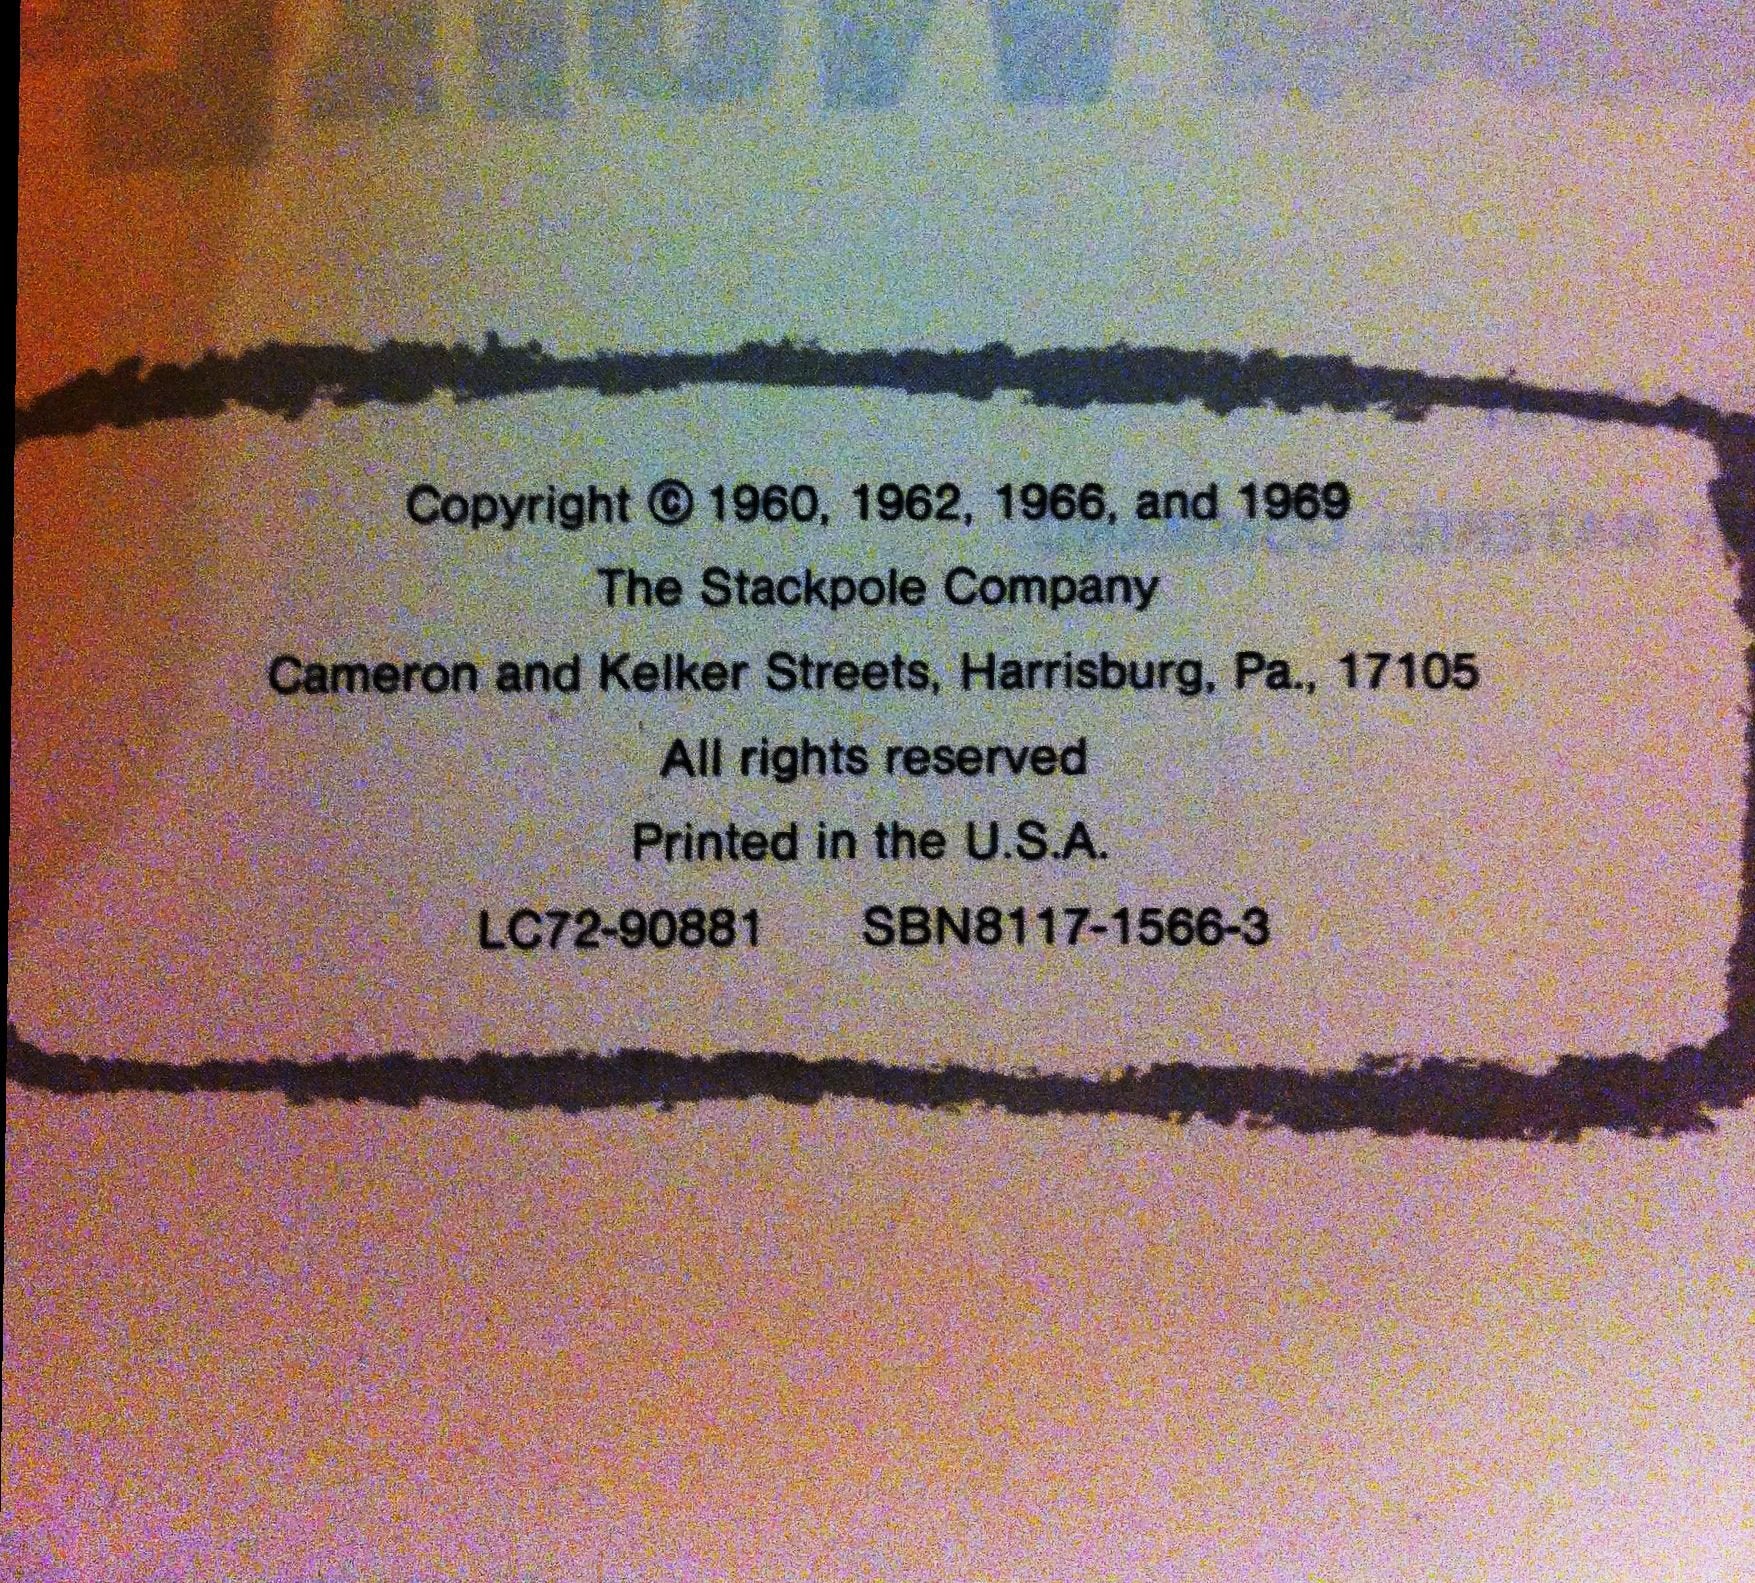 Copyright © 1960, 1962, 1966, and 1969
The Stackpole Company
Cameron and Kelker Streets, Harrisburg, Pa., 17105
All rights reserved
Printed in the U.S.A.
LC72-90881 SBN8117-1566-3